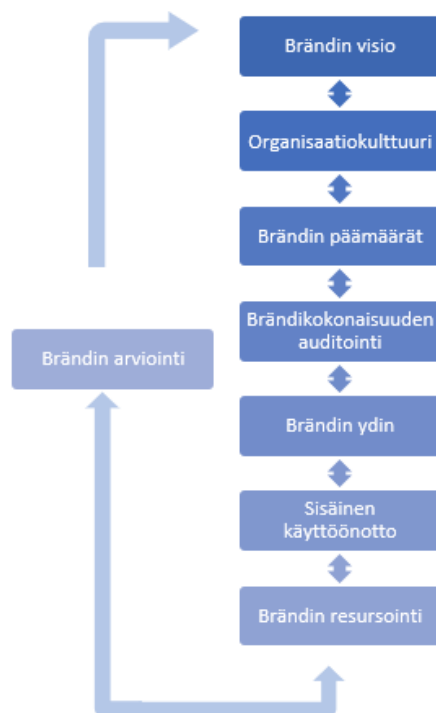 Brändin visio
Organisaatiokulttuuri
Brändin päämäärät
Brändikokonaisuuden
auditointi
Brändin arviointi
Brändin ydin
Sisäinen
käyttöönotto
Brändin resursointi